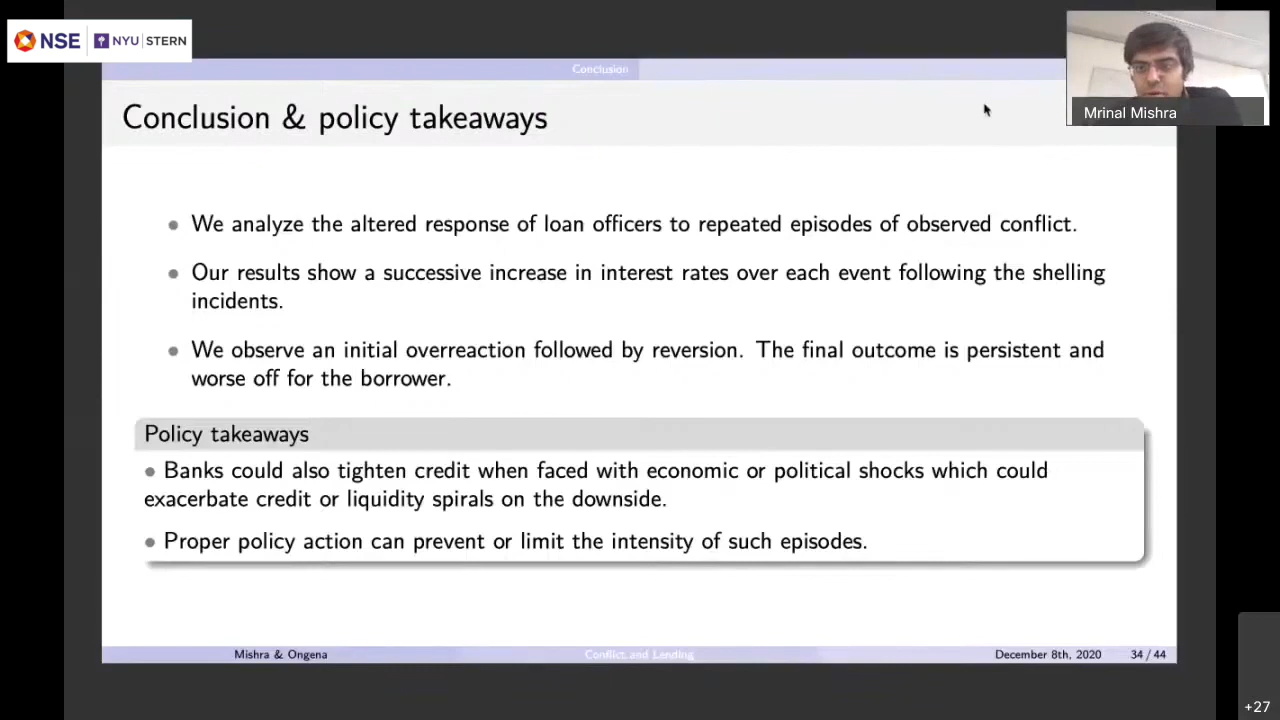 NSE NYU STERN
Conclusion
Conclusion & policy takeaways
Mrinal Mishra
We analyze the altered response of loan officers to repeated episodes of observed conflict.
Our results show a successive increase in interest rates over each event following the shelling
incidents.
We observe an initial overreaction followed by reversion. The final outcome is persistent and
worse off for the borrower.
Policy takeaways
Banks could also tighten credit when faced with economic or political shocks which could
exacerbate credit or liquidity spirals on the downside.
Proper policy action can prevent or limit the intensity of such episodes.
Mishra & Ongena Conflict and Lending December 8th, 2020 34 / 44
+27